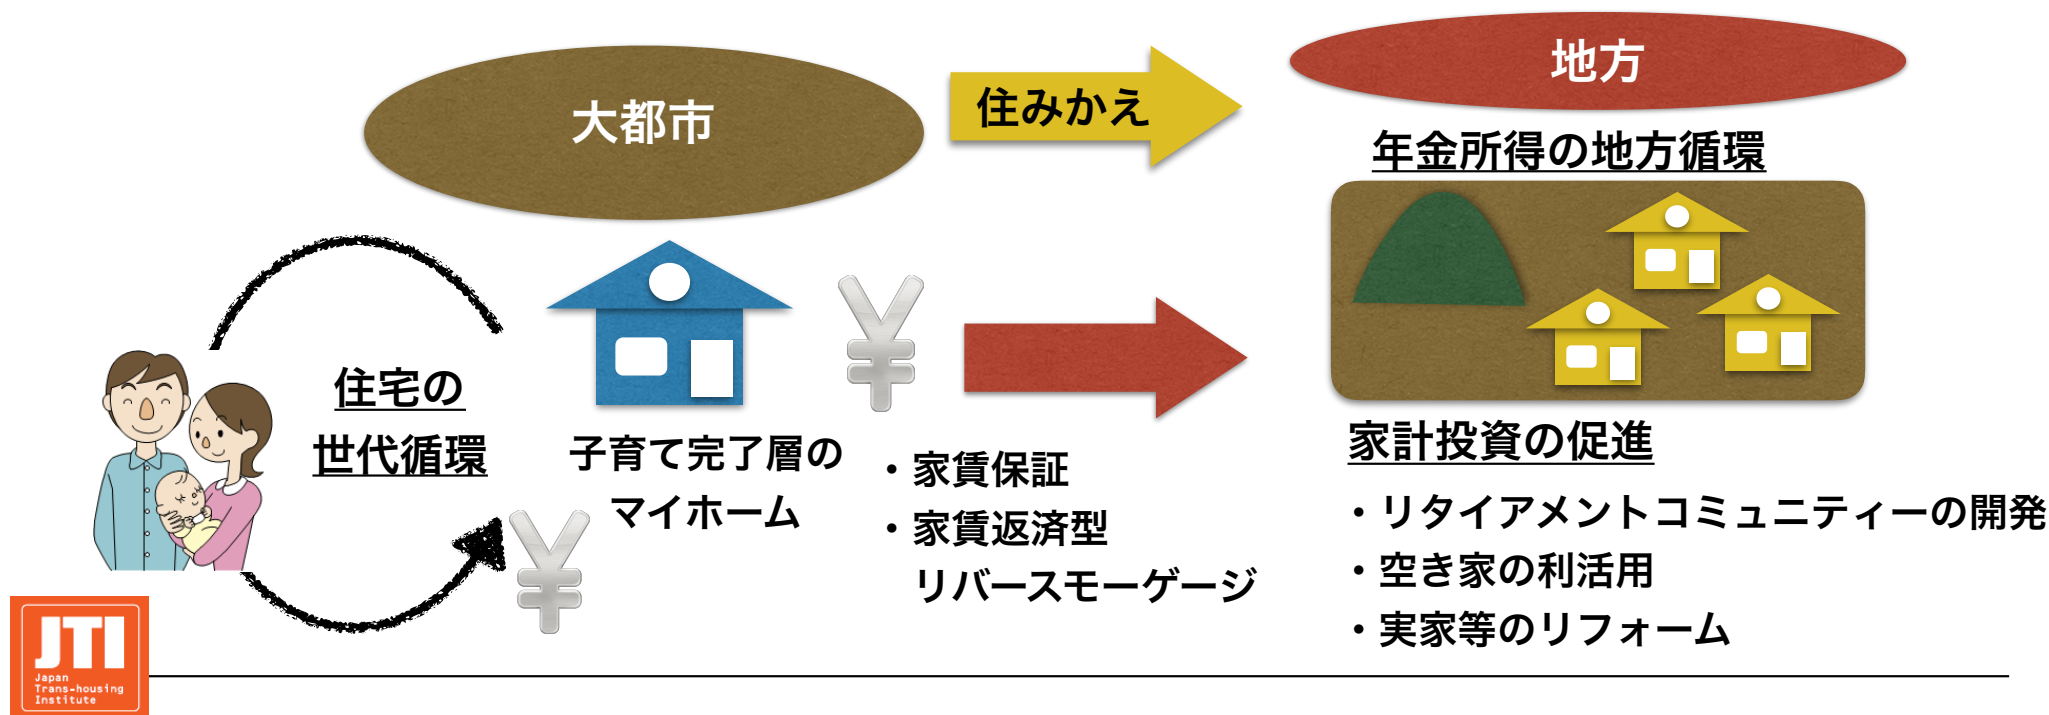 大都市
住みかえ
地方
年金所得の地方循環
住宅の
世代循環
¥
¥
子育て完了層の
マイホーム
・家賃保証
・家賃返済型
リバースモーゲージ
家計投資の促進
・リタイアメントコミュニティーの開発
・空き家の利活用
・実家等のリフォーム
JTI
Japan
Trans-housing
Institute